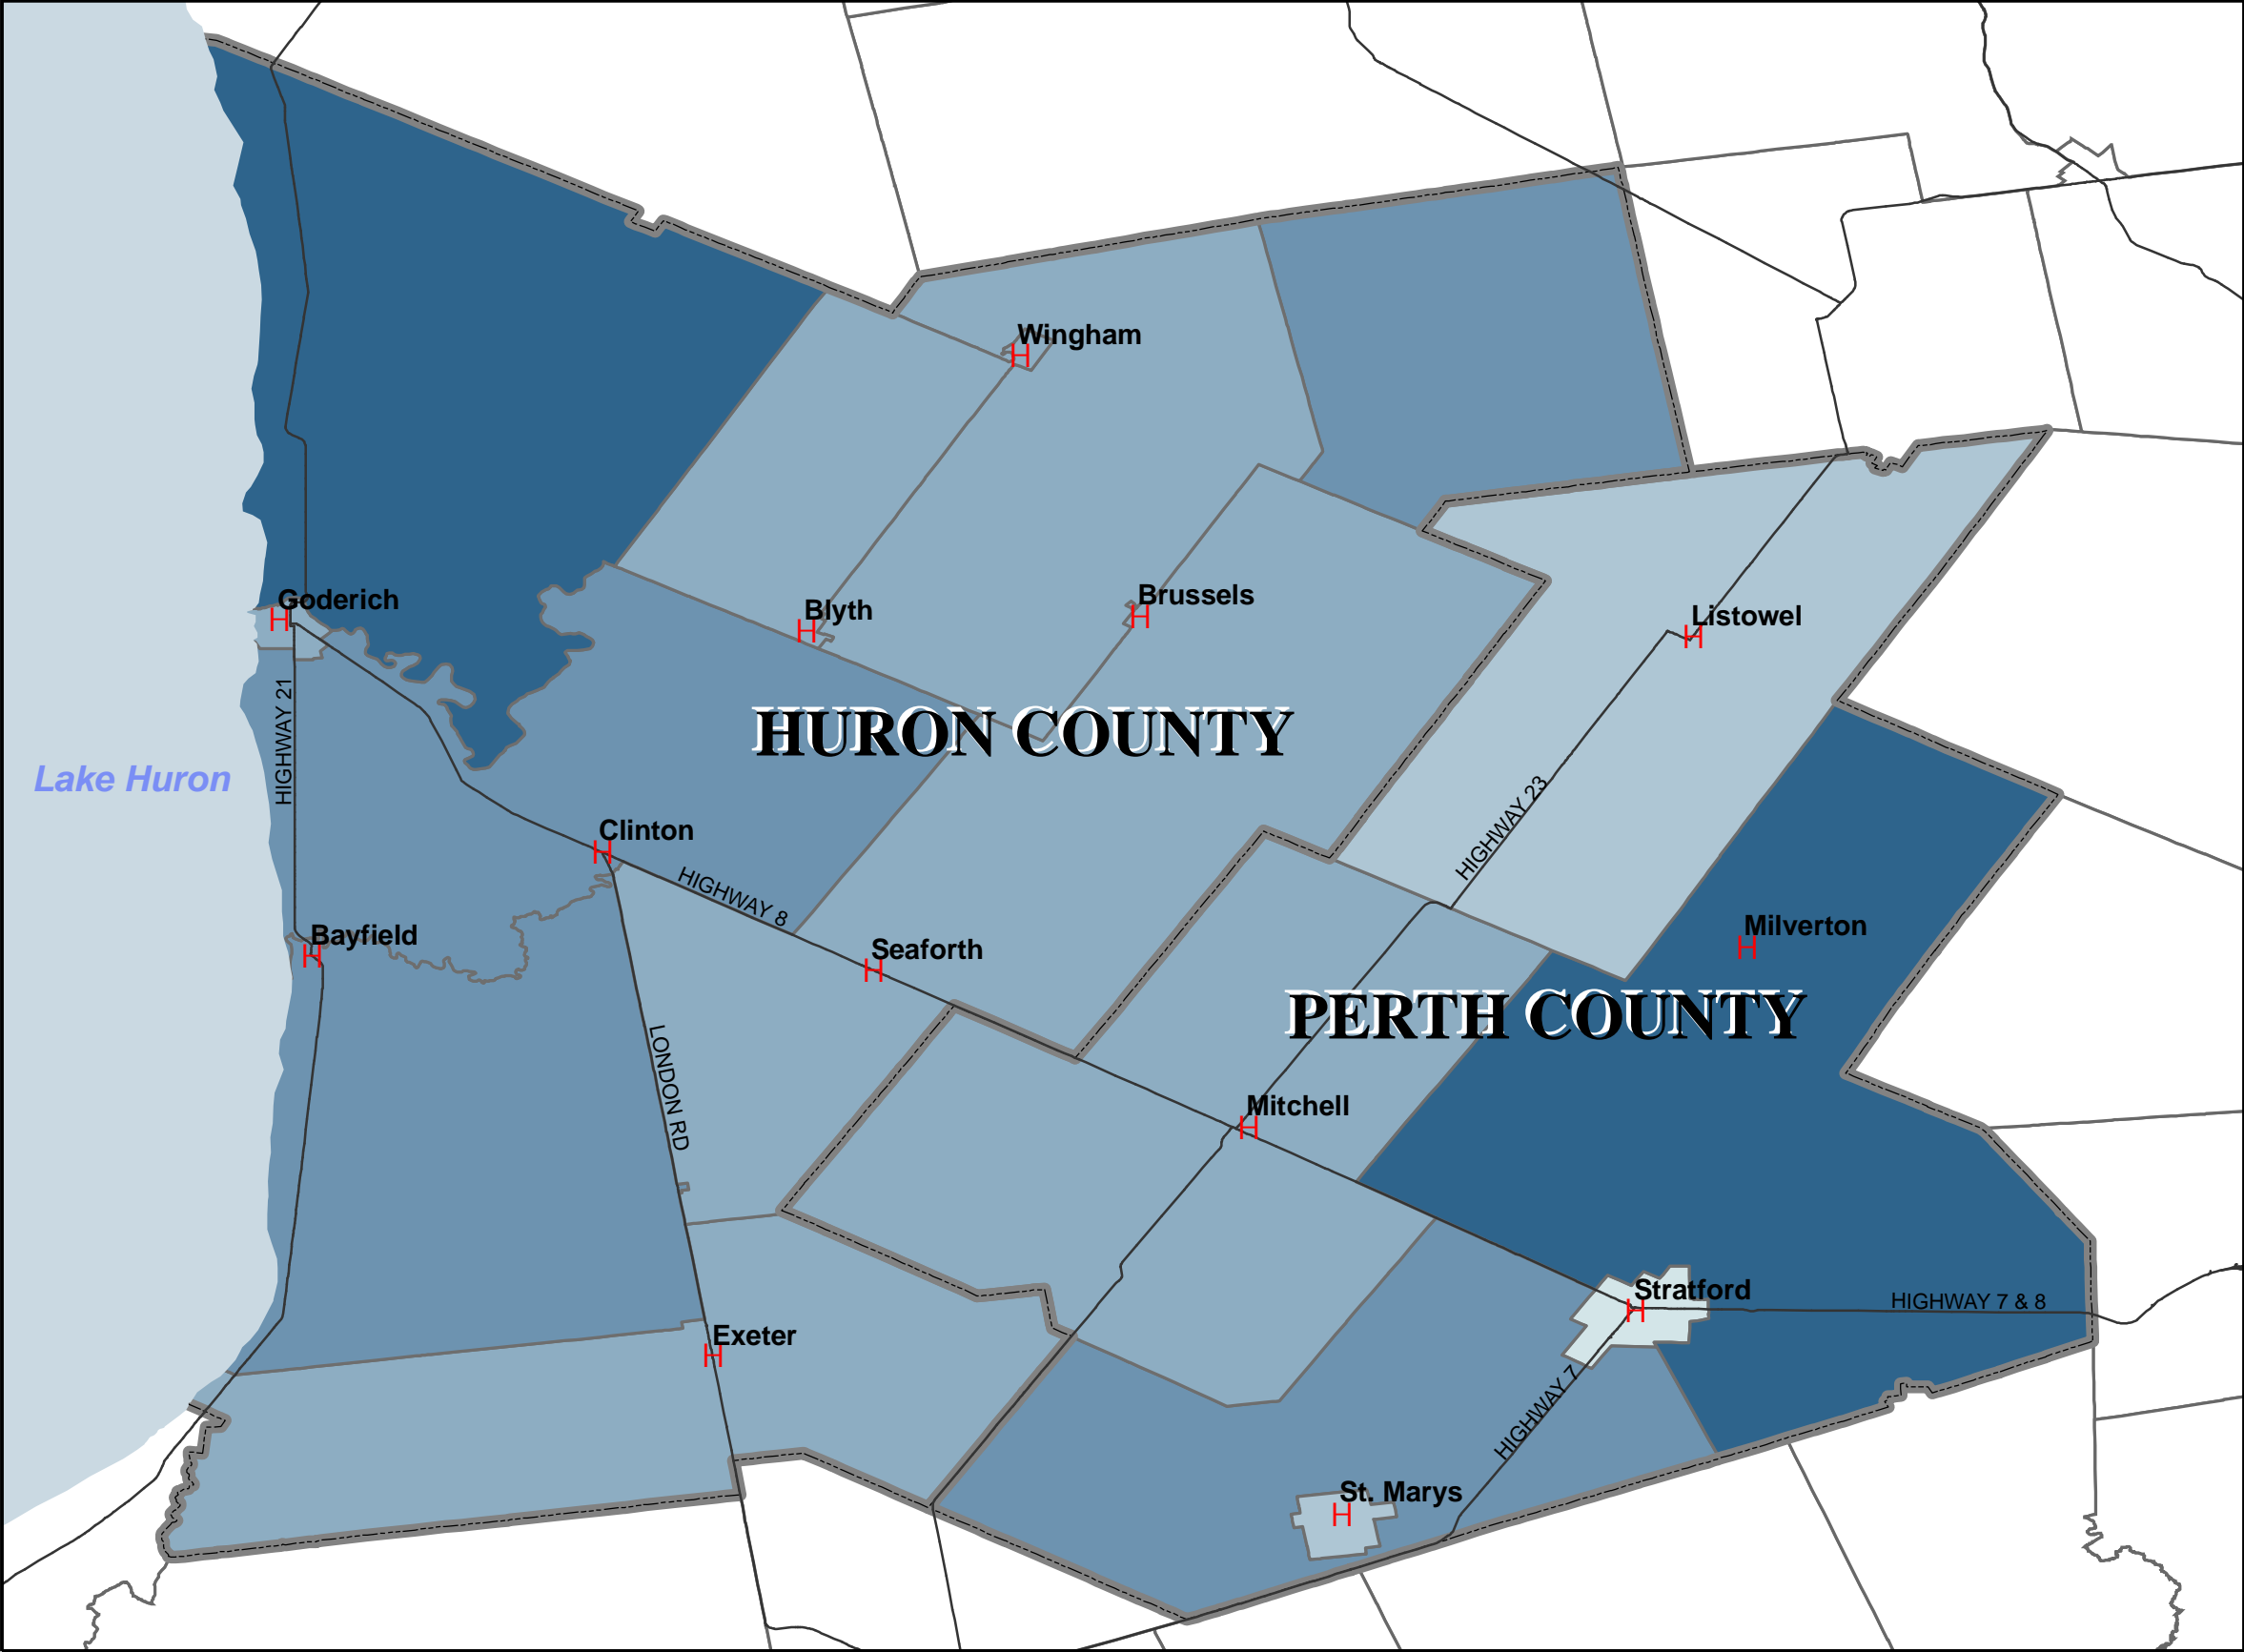 Wingham
H
Goderich
H
Blyth
H
Brussels
H
Listowel
H
HIGHWAY 21
HURON COUNTY
Lake Huron
HIGHWAY 23
Clinton
H
HIGHWAY 8
Bayfield
H
Seaforth
H
Milverton
H
PERTH COUNTY
LONDON RD
Mitchell
H
Stratford
H
HIGHWAY 7 & 8
Exeter
H
HIGHWAY 7
St. Marys
H